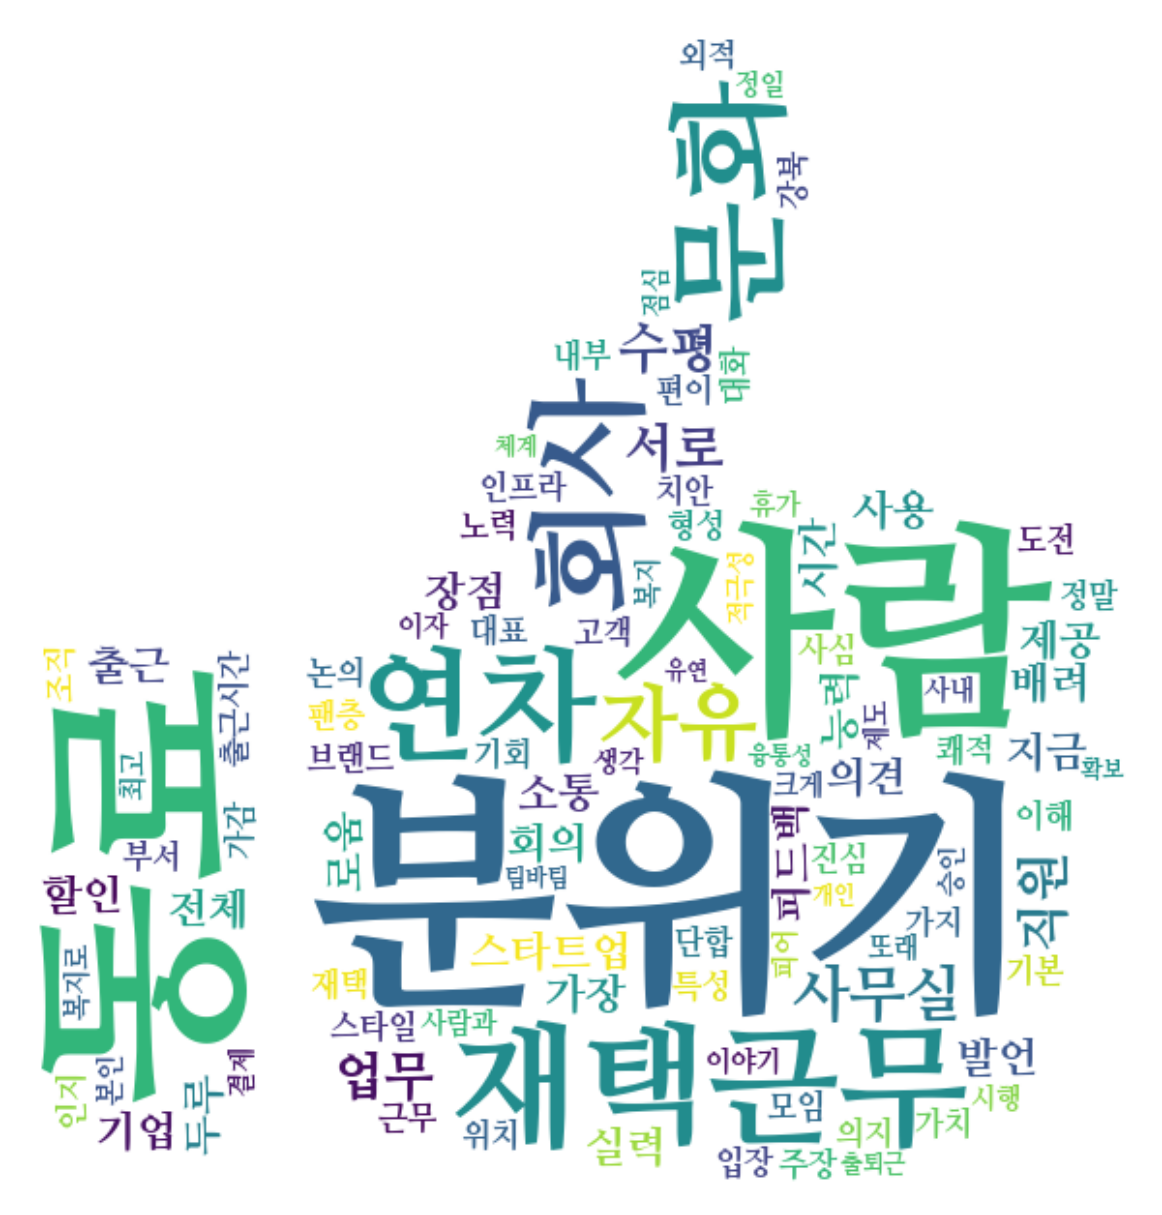 외적
정일
문화
강북
점심
내부
수평
편이
대화
회사
체계
서로
인프라
치안
노력
형성
휴가
사용
도전
시간
적극성
복지
사람
장점
정말
이자
대표
고객
사심
제공
연차
자유
유연
사내
배려
논의
팬층
능력
제도
브랜드
기회
생각
융통성
쾌적
지금
확보
조직
출근
출근시간
동료
최고
가감
부서
할인
전체
복지로
인지
본인
결제
두루
기업
소통
크게
의견
분위기
로움
회의
팀바팀
피드백
진심
개인
승인
이해
직원
가지
또래
기본
스타트업
단합
피어
재택
가장
특성
사무실
스타일
사람과
재택근무
이야기
발언
업무
근무
모임
시행
위치
실력
의지
가치
입장
주장
출퇴근